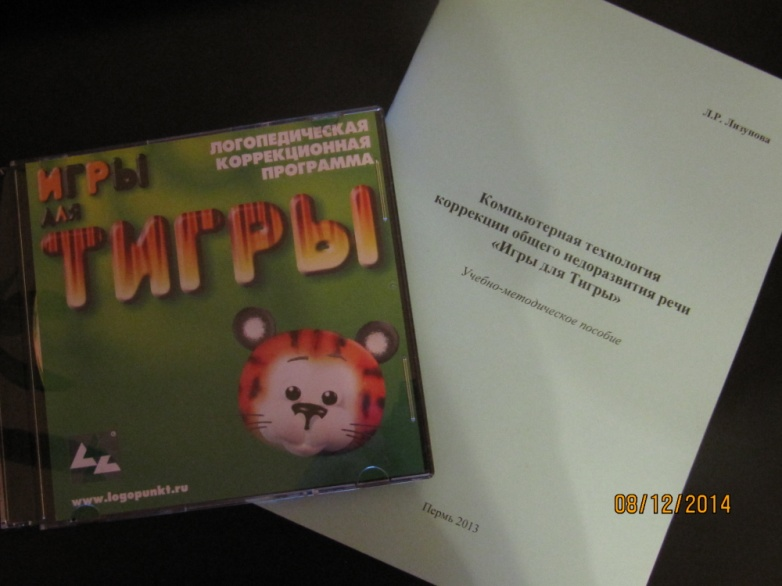 ИГРЫ
ДЛЯ
ТИГРЫ
ЛОГОПЕДИЧЕСКАЯ
КОРРЕКЦИОННАЯ
ПРОГРАММА
www.logopunkt.ru
Л.Р. Лизунова
Компьютерная технология
коррекции общего недоразвития речи
«Игры для Тигры»
Учебно-методическое пособие
Пермь 2013
08/12/2014